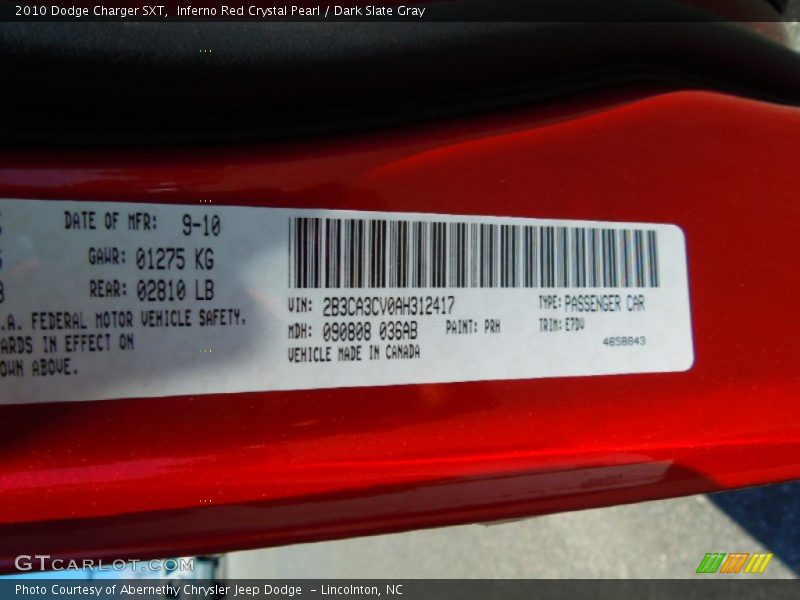 2010 Dodge Charger SXT,  Inferno Red Crystal Pearl / Dark Slate Gray
DATE OF MFR: 9-10
GAWR: 01275 KG
REAR: 02810 LB
.A. FEDERAL MOTOR VEHICLE SAFETY,
ARDS IN EFFECT ON
OWN ABOVE.
VIN: 2B3CA3CV0AH312417
TYPE: PASSENGER CAR
MDH: 090808 036AB
PAINT: PRH
TRIM: E7DV
VEHICLE MADE IN CANADA
4658843
GTCARLOT.COM
Photo Courtesy of Abernethy Chrysler Jeep Dodge  - Lincolnton, NC